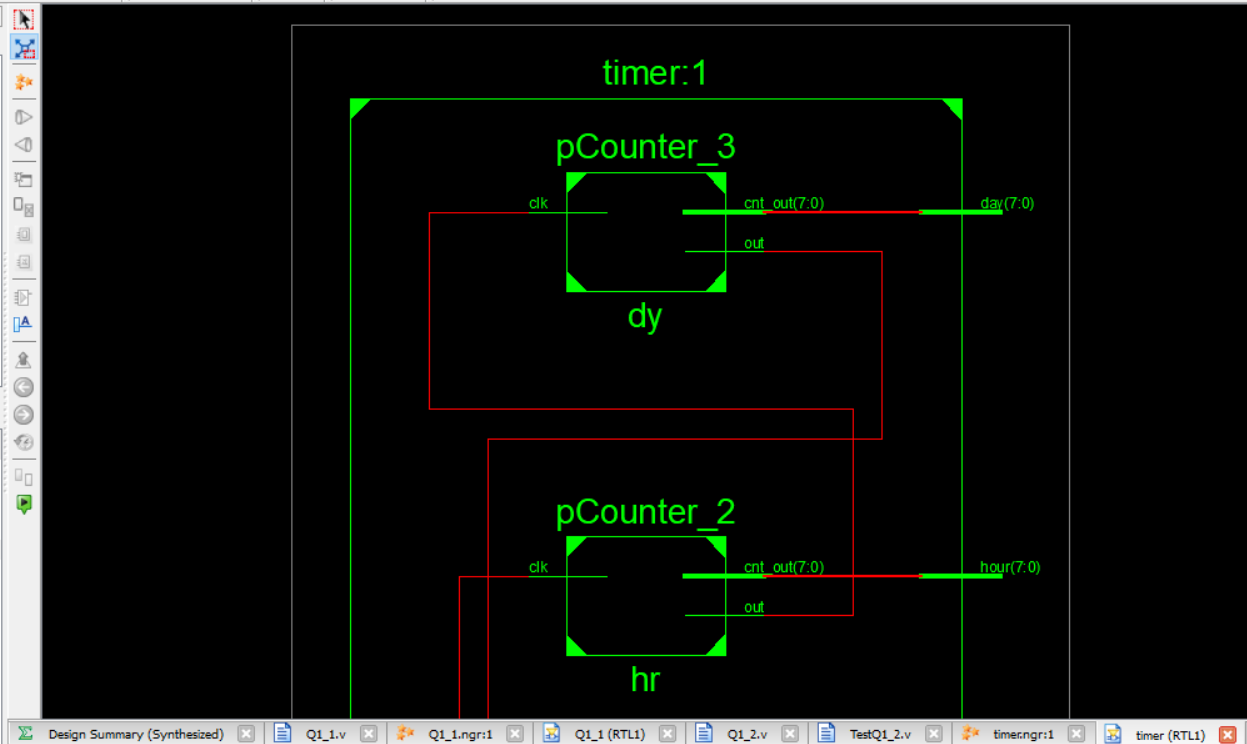 timer:1
pCounter_3
clk
cnt_out(7:0)
day(7:0)
out
dy
pCounter_2
clk
cnt_out(7:0)
hour(7:0)
out
hr
Design Summary (Synthesized)
Q1_1.v
Q1_1.ngr:1
Q1_1 (RTL1)
Q1_2.v
TestQ1_2.v
timer.ngr:1
timer (RTL1)